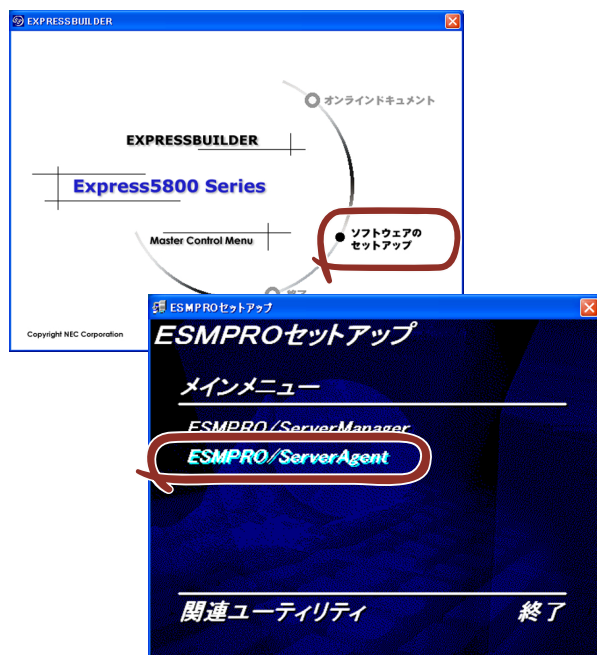 EXPRESSBUILDER
オンラインドキュメント
EXPRESSBUILDER
Express5800 Series
ソフトウェアの
セットアップ
Master Control Menu
終了
Copyright NEC Corporation
ESMPROセットアップ
ESMPROセットアップ
メインメニュー
ESMPRO/ServerManager
ESMPRO/ServerAgent
関連ユーティリティ
終了